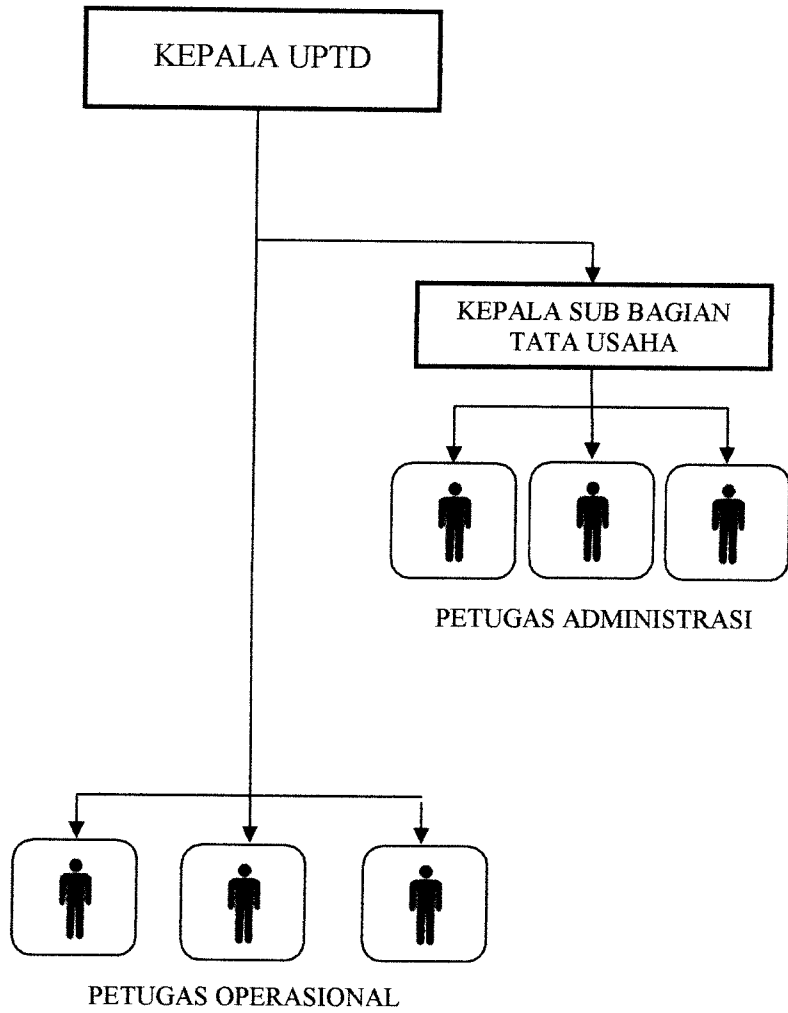 KEPALA UPTD
KEPALA SUB BAGIAN
TATA USAHA
PETUGAS ADMINISTRASI
PETUGAS OPERASIONAL